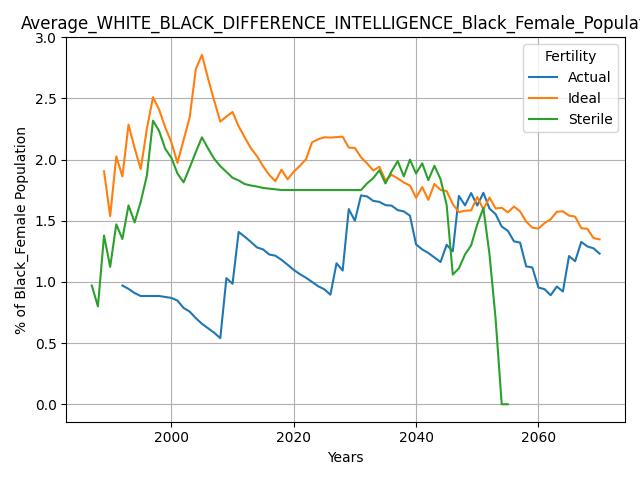 Average_WHITE_BLACK_DIFFERENCE_INTELLIGENCE_Black_Female_Populat
3.0
2.5
2.0
1.5
1.0
0.5
0.0
% of Black_Female Population
2000
2020
2040
2060
Years
Fertility
Actual
Ideal
Sterile